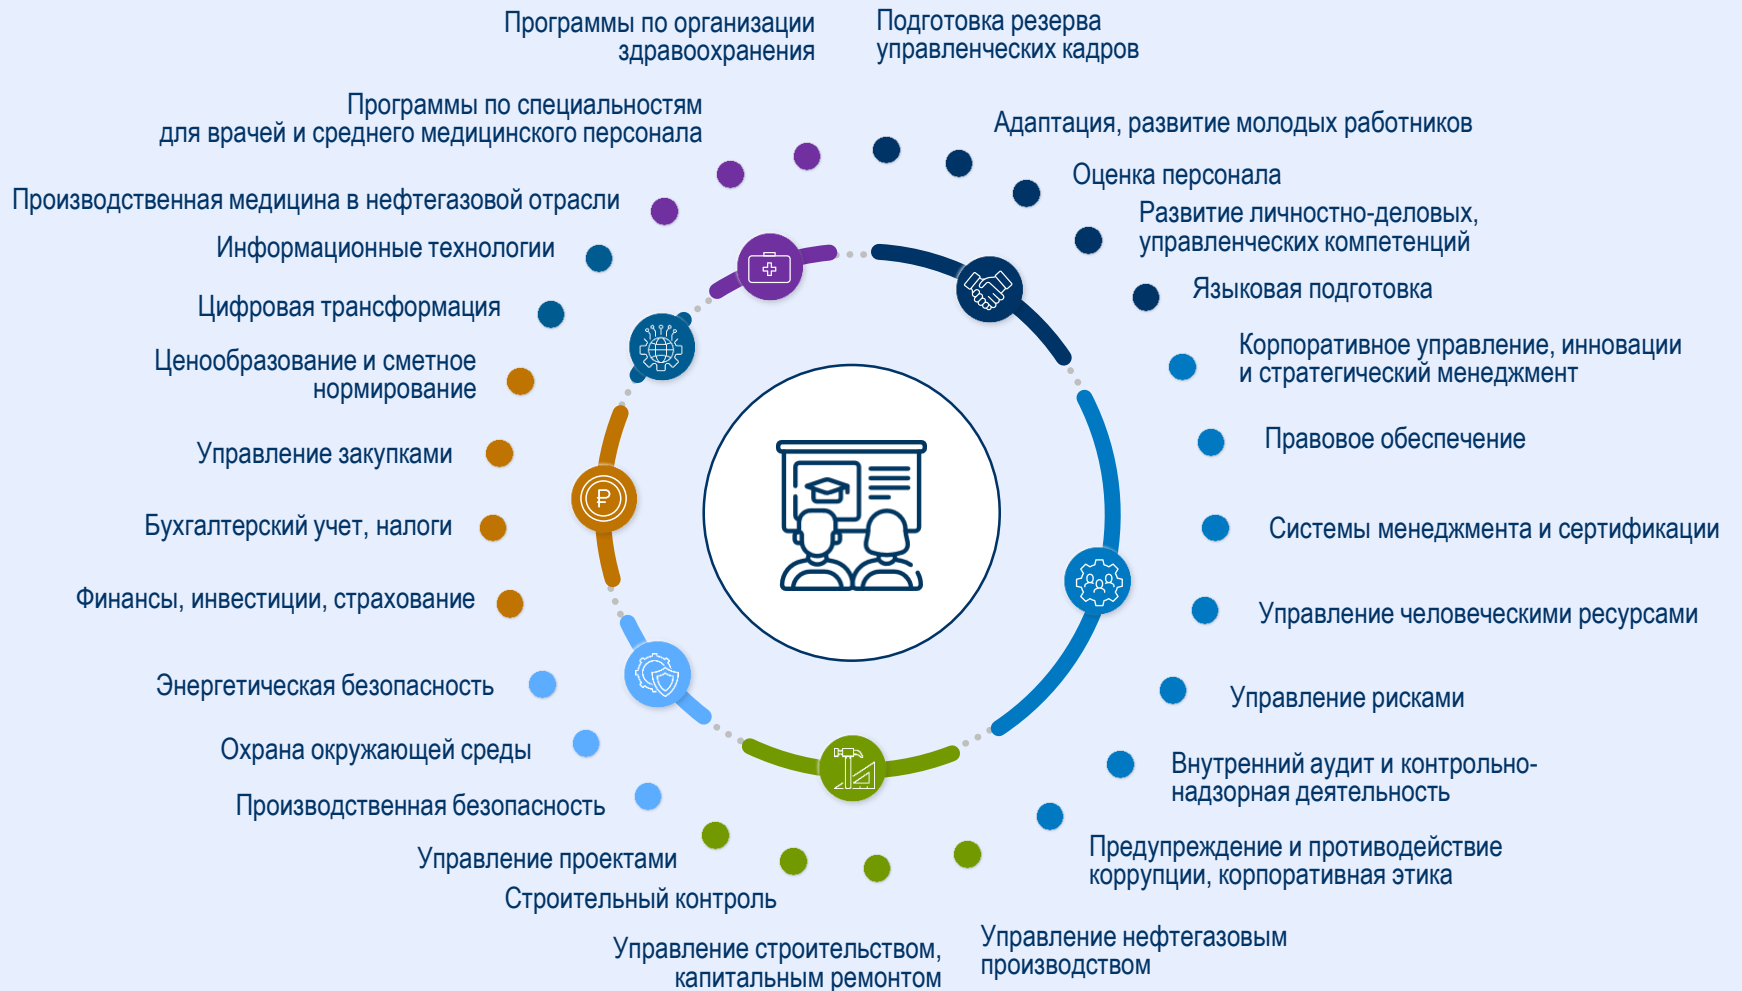 Программы по организации
здравоохранения
Подготовка резерва
управленческих кадров
Программы по специальностям
для врачей и среднего медицинского персонала
Адаптация, развитие молодых работников
Оценка персонала
Производственная медицина в нефтегазовой отрасли
Развитие личностно-деловых,
управленческих компетенций
Информационные технологии
Языковая подготовка
Цифровая трансформация
Корпоративное управление, инновации
и стратегический менеджмент
Ценообразование и сметное
нормирование
Правовое обеспечение
Управление закупками
Бухгалтерский учет, налоги
Системы менеджмента и сертификации
Финансы, инвестиции, страхование
Управление человеческими ресурсами
Энергетическая безопасность
Управление рисками
Охрана окружающей среды
Внутренний аудит и контрольно-
надзорная деятельность
Производственная безопасность
Управление проектами
Предупреждение и противодействие
коррупции, корпоративная этика
Строительный контроль
Управление строительством,
капитальным ремонтом
Управление нефтегазовым
производством